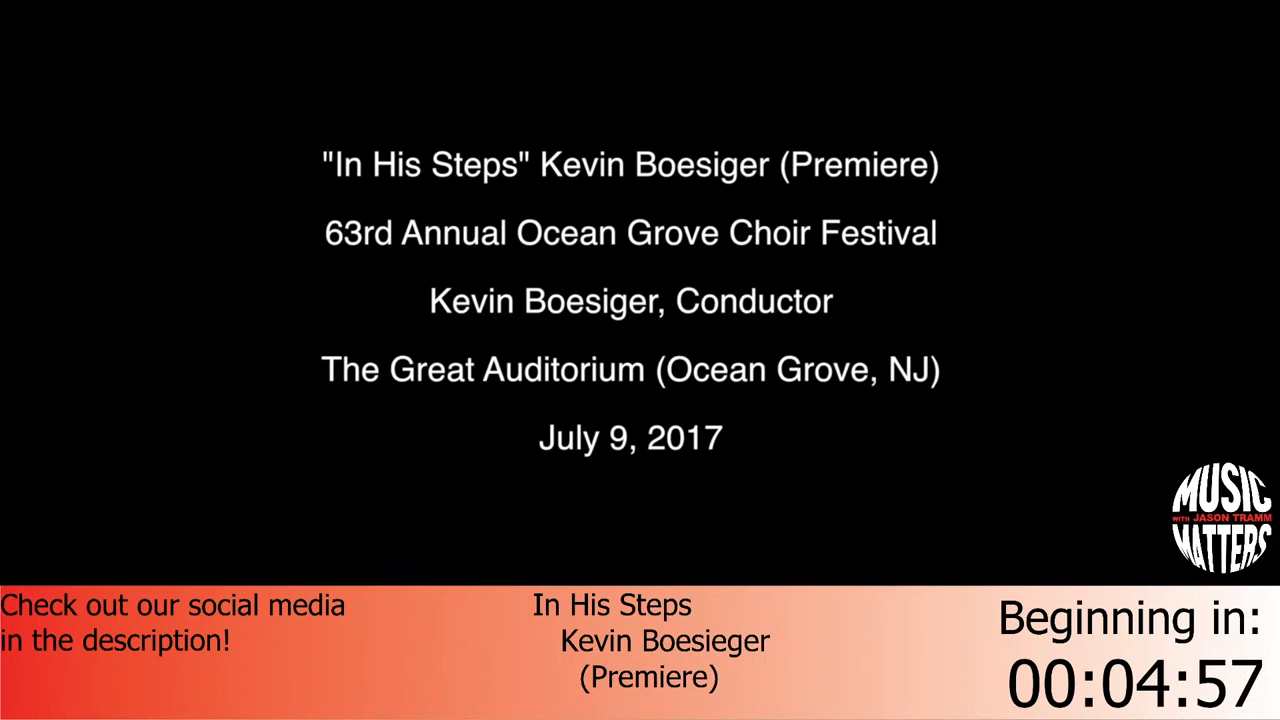 "In His Steps" Kevin Boesiger (Premiere)
63rd Annual Ocean Grove Choir Festival
Kevin Boesiger, Conductor
The Great Auditorium (Ocean Grove, NJ)
July 9, 2017
MUSIC
WITH JASON TRAMM
MATTERS
Check out our social media
in the description!
In His Steps
Kevin Boesieger
(Premiere)
Beginning in:
00:04:57